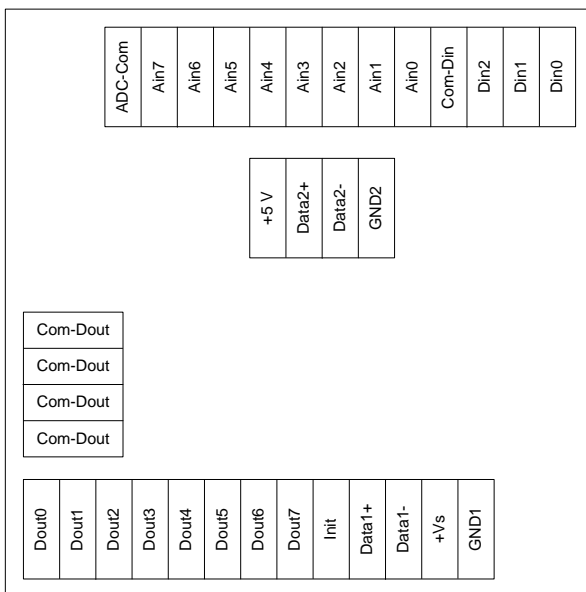 ADC-Com Ain7 Ain6 Ain5 Ain4 Ain3 Ain2 Ain1 Ain0 Com-Din Din2 Din1 Din0
+5 V Data2+ Data2- GND2
Com-Dout
Com-Dout
Com-Dout
Com-Dout
Dout0 Dout1 Dout2 Dout3 Dout4 Dout5 Dout6 Dout7 Init Data1+ Data1- +Vs GND1